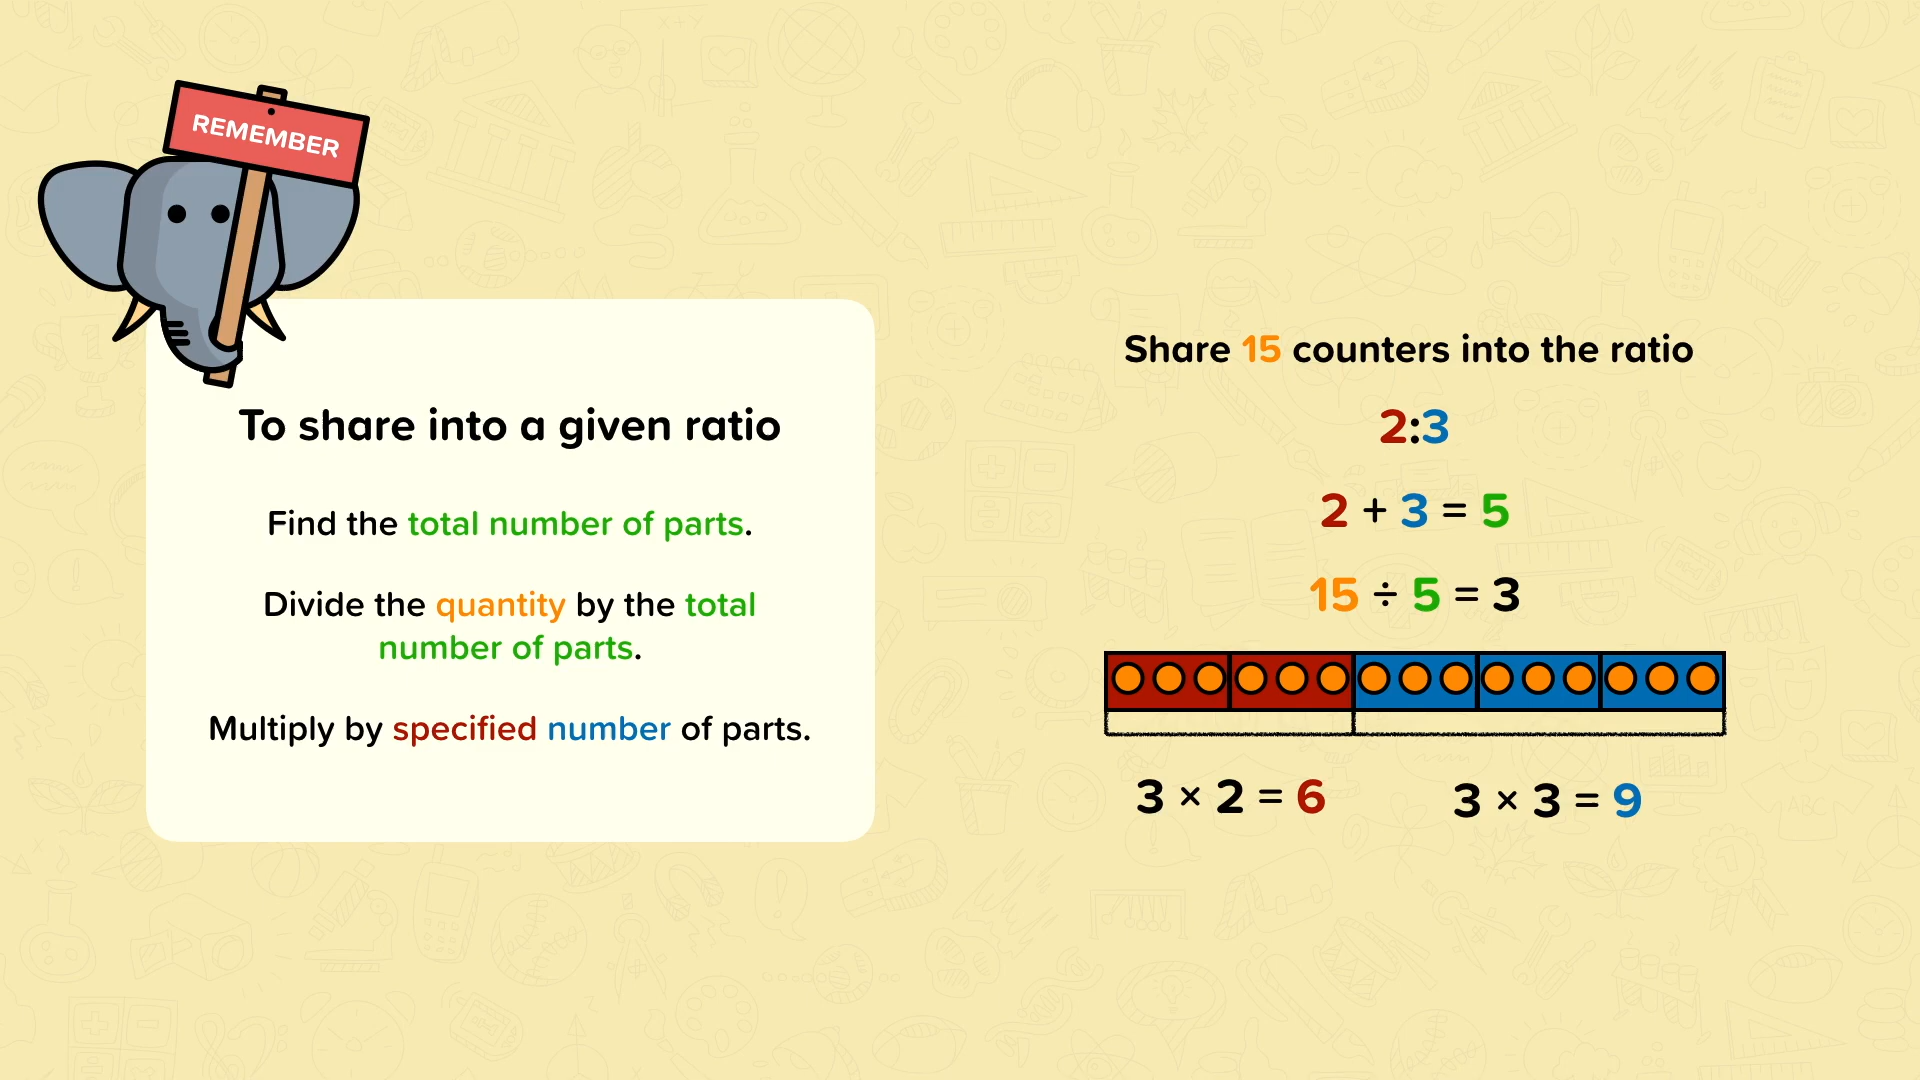 REMEMBER
To share into a given ratio
Find the total number of parts.
Divide the quantity by the total
number of parts.
Multiply by specified number of parts.
Share 15 counters into the ratio
2:3
2 + 3 = 5
15 ÷ 5 = 3
3 × 2 = 6
3 × 3 = 9